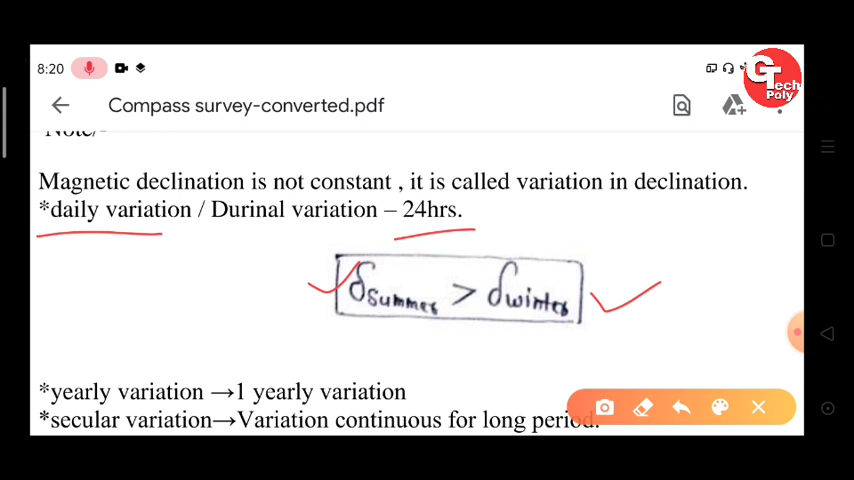 8:20
G Tech Poly
Compass survey-converted.pdf
Note/-
Magnetic declination is not constant , it is called variation in declination.
*daily variation / Durinal variation – 24hrs.
δsummer > δwinter
*yearly variation →1 yearly variation
*secular variation→Variation continuous for long period.